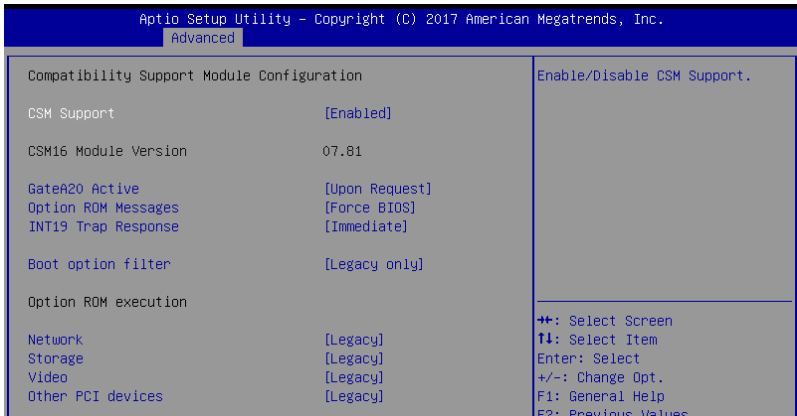 Aptio Setup Utility – Copyright (C) 2017 American Megatrends, Inc.
Advanced
Compatibility Support Module Configuration
CSM Support [Enabled]
CSM16 Module Version 07.81
GateA20 Active [Upon Request]
Option ROM Messages [Force BIOS]
INT19 Trap Response [Immediate]
Boot option filter [Legacy only]
Option ROM execution
Network [Legacy]
Storage [Legacy]
Video [Legacy]
Other PCI devices [Legacy]
Enable/Disable CSM Support.
→←: Select Screen
↑↓: Select Item
Enter: Select
+/-: Change Opt.
F1: General Help
F2: Previous Values